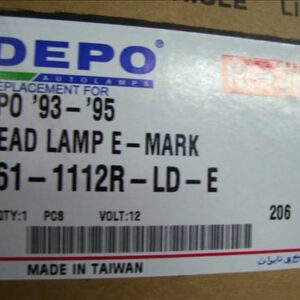 DEPO
AUTOLAMPS
EPLACEMENT FOR
PO '93-'95
EAD LAMP E-MARK
61-1112R-LD-E
QTY:1 PCS VOLT:12 206
MADE IN TAIWAN